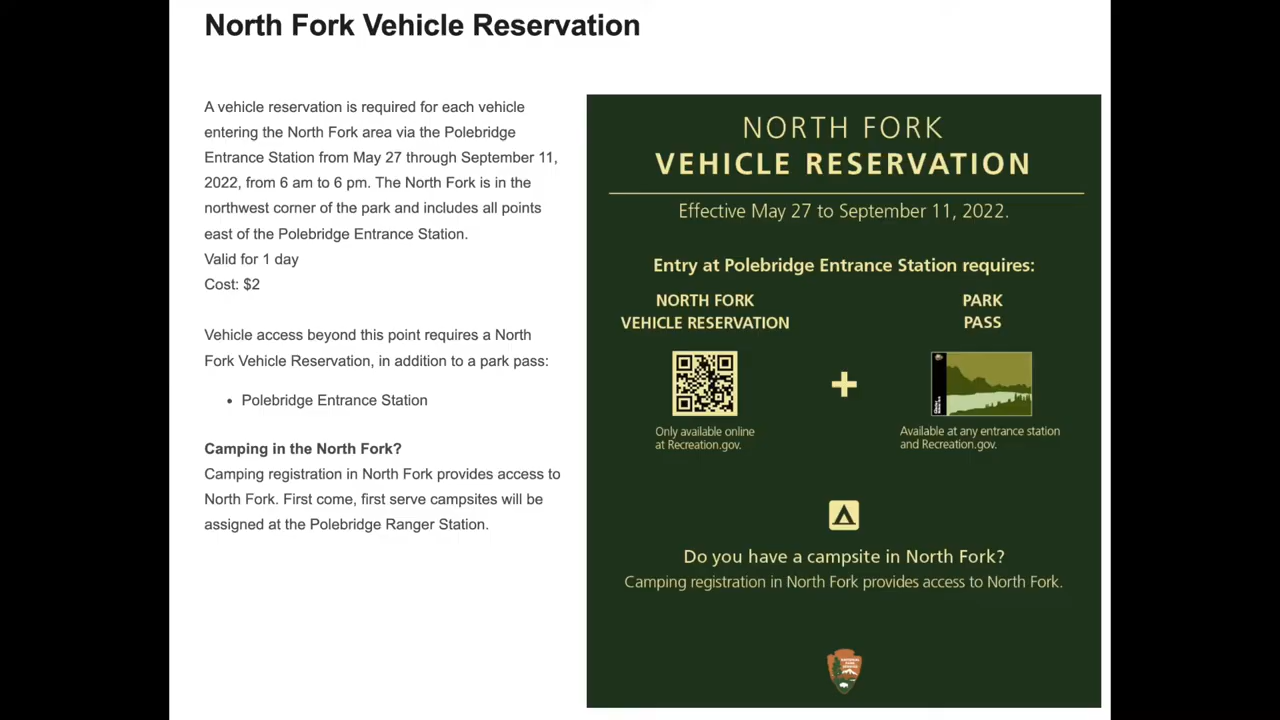 North Fork Vehicle Reservation
A vehicle reservation is required for each vehicle
entering the North Fork area via the Polebridge
Entrance Station from May 27 through September 11,
2022, from 6 am to 6 pm. The North Fork is in the
northwest corner of the park and includes all points
east of the Polebridge Entrance Station.
Valid for 1 day
Cost: $2
Vehicle access beyond this point requires a North
Fork Vehicle Reservation, in addition to a park pass:
• Polebridge Entrance Station
Camping in the North Fork?
Camping registration in North Fork provides access to
North Fork. First come, first serve campsites will be
assigned at the Polebridge Ranger Station.
NORTH FORK
VEHICLE RESERVATION
Effective May 27 to September 11, 2022.
Entry at Polebridge Entrance Station requires:
NORTH FORK
VEHICLE RESERVATION
Only available online
at Recreation.gov.
+
PARK
PASS
Available at any entrance station
and Recreation.gov.
Do you have a campsite in North Fork?
Camping registration in North Fork provides access to North Fork.